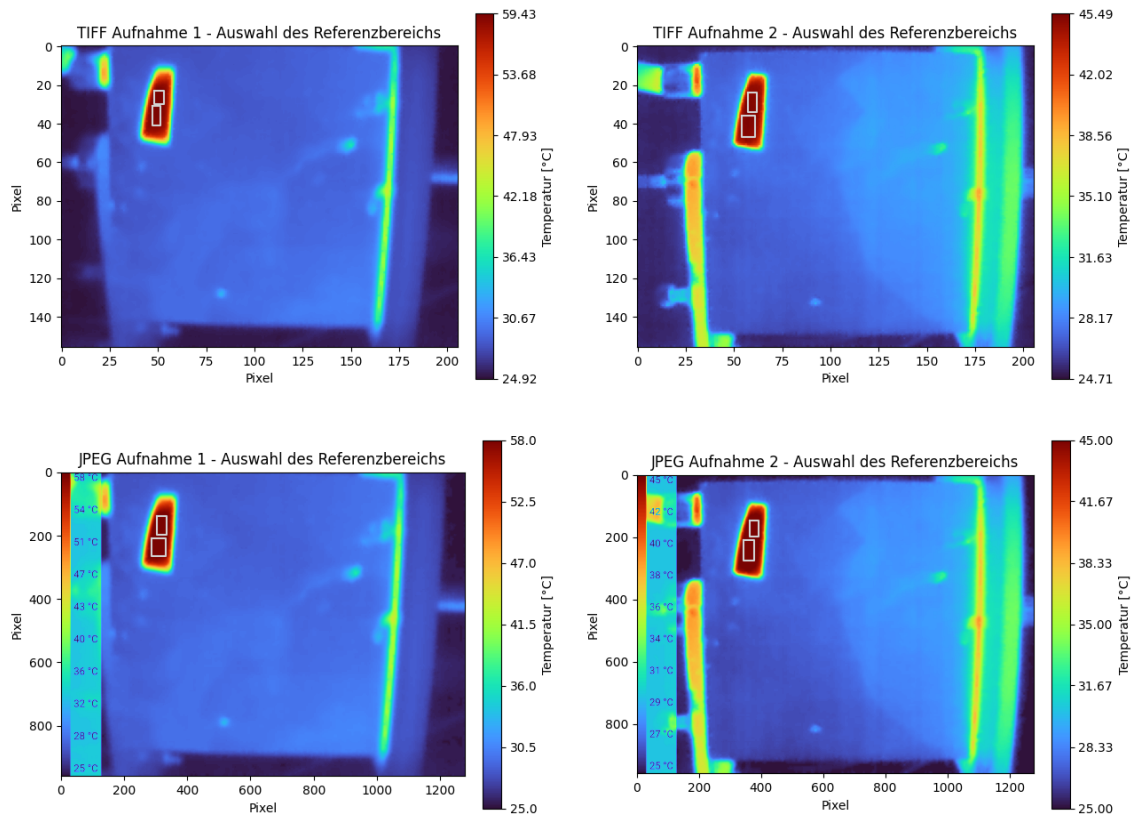 TIFF Aufnahme 1 - Auswahl des Referenzbereichs
0
20
40
60
80
100
120
140
Pixel
0 25 50 75 100 125 150 175 200
Pixel
59.43
53.68
47.93
42.18
36.43
30.67
24.92
Temperatur [°C]
TIFF Aufnahme 2 - Auswahl des Referenzbereichs
0
20
40
60
80
100
120
140
Pixel
0 25 50 75 100 125 150 175 200
Pixel
45.49
42.02
38.56
35.10
31.63
28.17
24.71
Temperatur [°C]
JPEG Aufnahme 1 - Auswahl des Referenzbereichs
0
200
400
600
800
Pixel
58 °C
54 °C
51 °C
47 °C
43 °C
40 °C
36 °C
32 °C
28 °C
25 °C
0 200 400 600 800 1000 1200
Pixel
58.0
52.5
47.0
41.5
36.0
30.5
25.0
Temperatur [°C]
JPEG Aufnahme 2 - Auswahl des Referenzbereichs
0
200
400
600
800
Pixel
45 °C
42 °C
40 °C
38 °C
36 °C
34 °C
31 °C
29 °C
27 °C
25 °C
0 200 400 600 800 1000 1200
Pixel
45.00
41.67
38.33
35.00
31.67
28.33
25.00
Temperatur [°C]